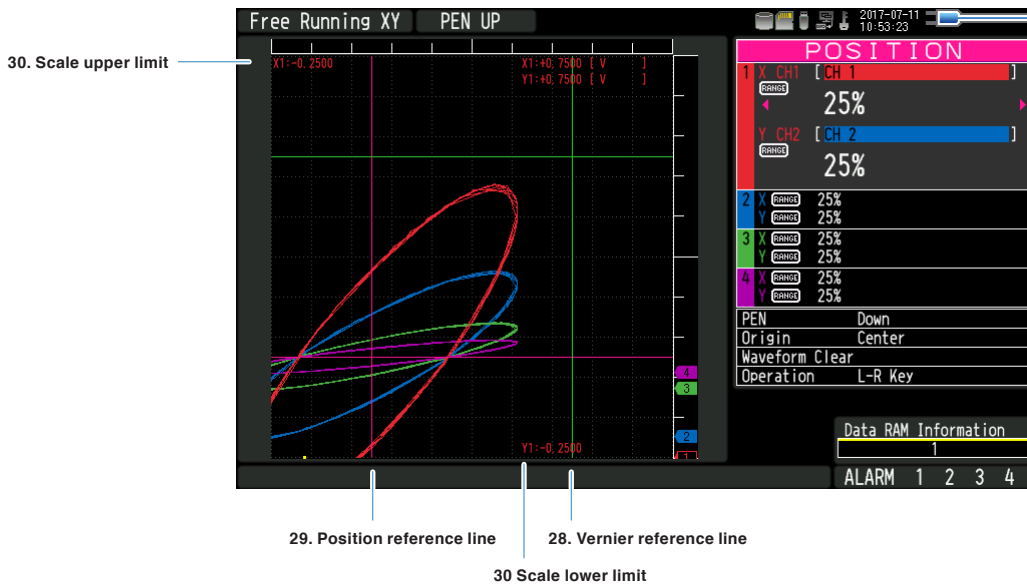 Free Running XY PEN UP
2017-07-11
10:53:23
30. Scale upper limit
X1:-0.2500
X1:+0.7500 [ V ]
Y1:+0.7500 [ V ]
POSITION
1 X CH1 [CH 1 ]
RANGE
25%
Y CH2 [CH 2 ]
RANGE
25%
2 X RANGE 25%
Y RANGE 25%
3 X RANGE 25%
Y RANGE 25%
4 X RANGE 25%
Y RANGE 25%
PEN Down
Origin Center
Waveform Clear
Operation L-R Key
4
3
2
1
Y1:-0.2500
Data RAM Information
1
ALARM 1 2 3 4
29. Position reference line
28. Vernier reference line
30 Scale lower limit